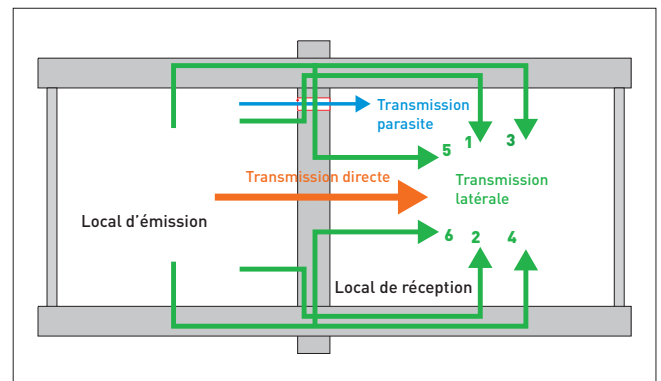 Transmission
parasite
5
1
3
Transmission directe
Transmission
latérale
Local d’émission
6
2
4
Local de réception